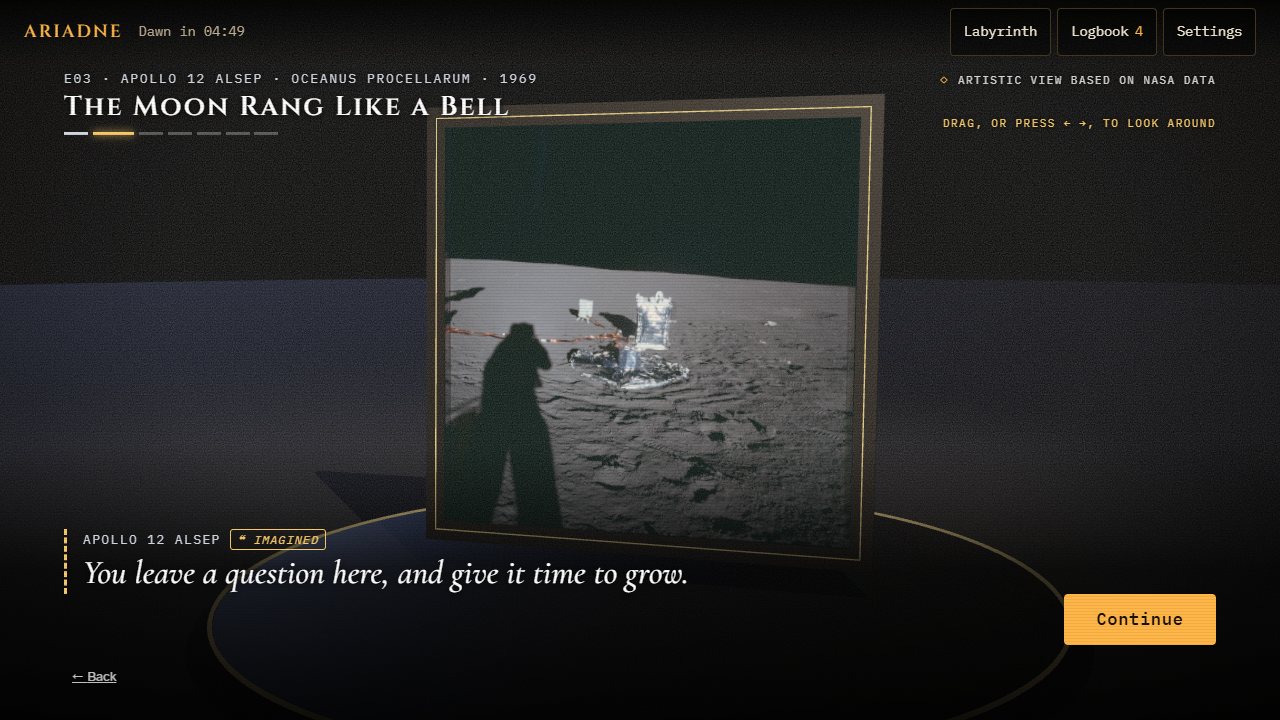 ARIADNE Dawn in 04:49 Labyrinth Logbook 4 Settings
E03 · APOLLO 12 ALSEP · OCEANUS PROCELLARUM · 1969
The Moon Rang Like a Bell
◇ ARTISTIC VIEW BASED ON NASA DATA
DRAG, OR PRESS ← →, TO LOOK AROUND
APOLLO 12 ALSEP ❝ IMAGINED
You leave a question here, and give it time to grow.
Continue
← Back